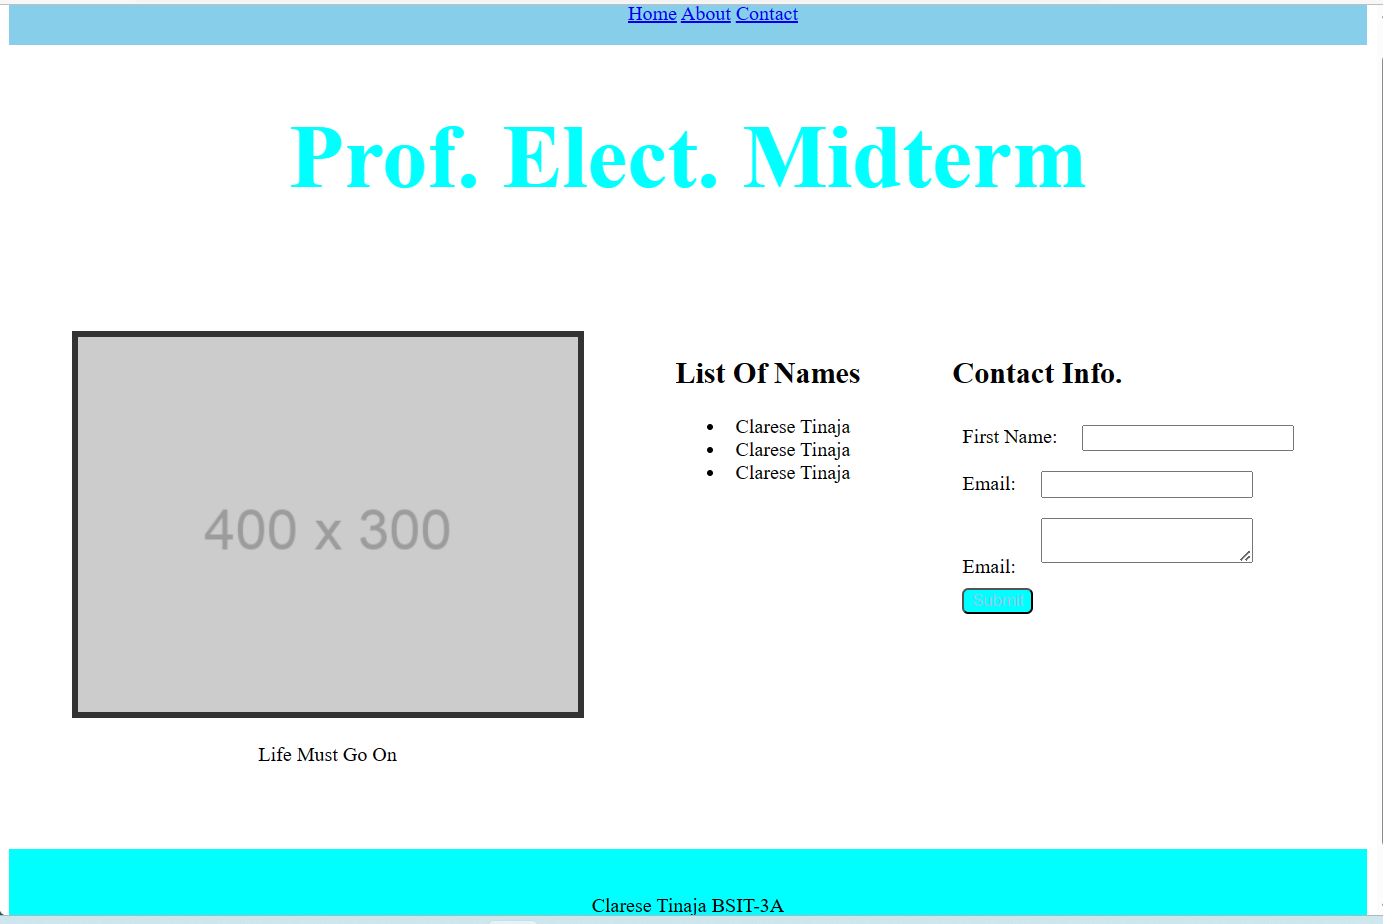 Home About Contact
Prof. Elect. Midterm
400 x 300
Life Must Go On
List Of Names
Clarese Tinaja
Clarese Tinaja
Clarese Tinaja
Contact Info.
First Name:
Email:
Email:
Submit
Clarese Tinaja BSIT-3A